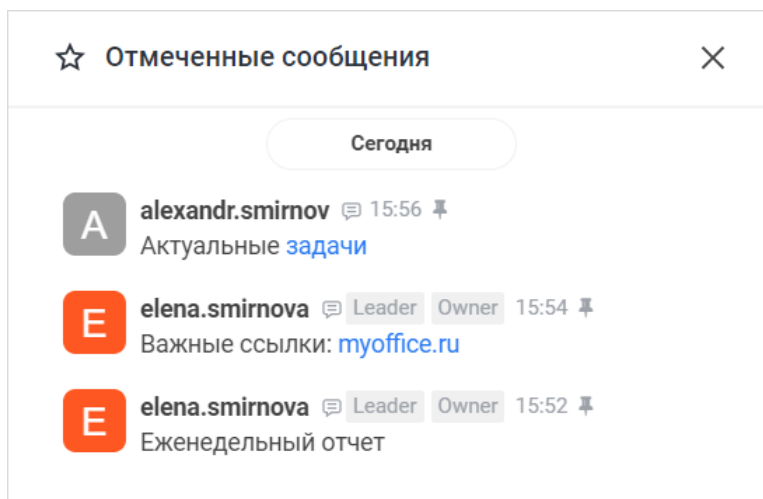 Отмеченные сообщения
Сегодня
A alexandr.smirnov 15:56
Актуальные задачи
E elena.smirnova Leader Owner 15:54
Важные ссылки: myoffice.ru
E elena.smirnova Leader Owner 15:52
Еженедельный отчет